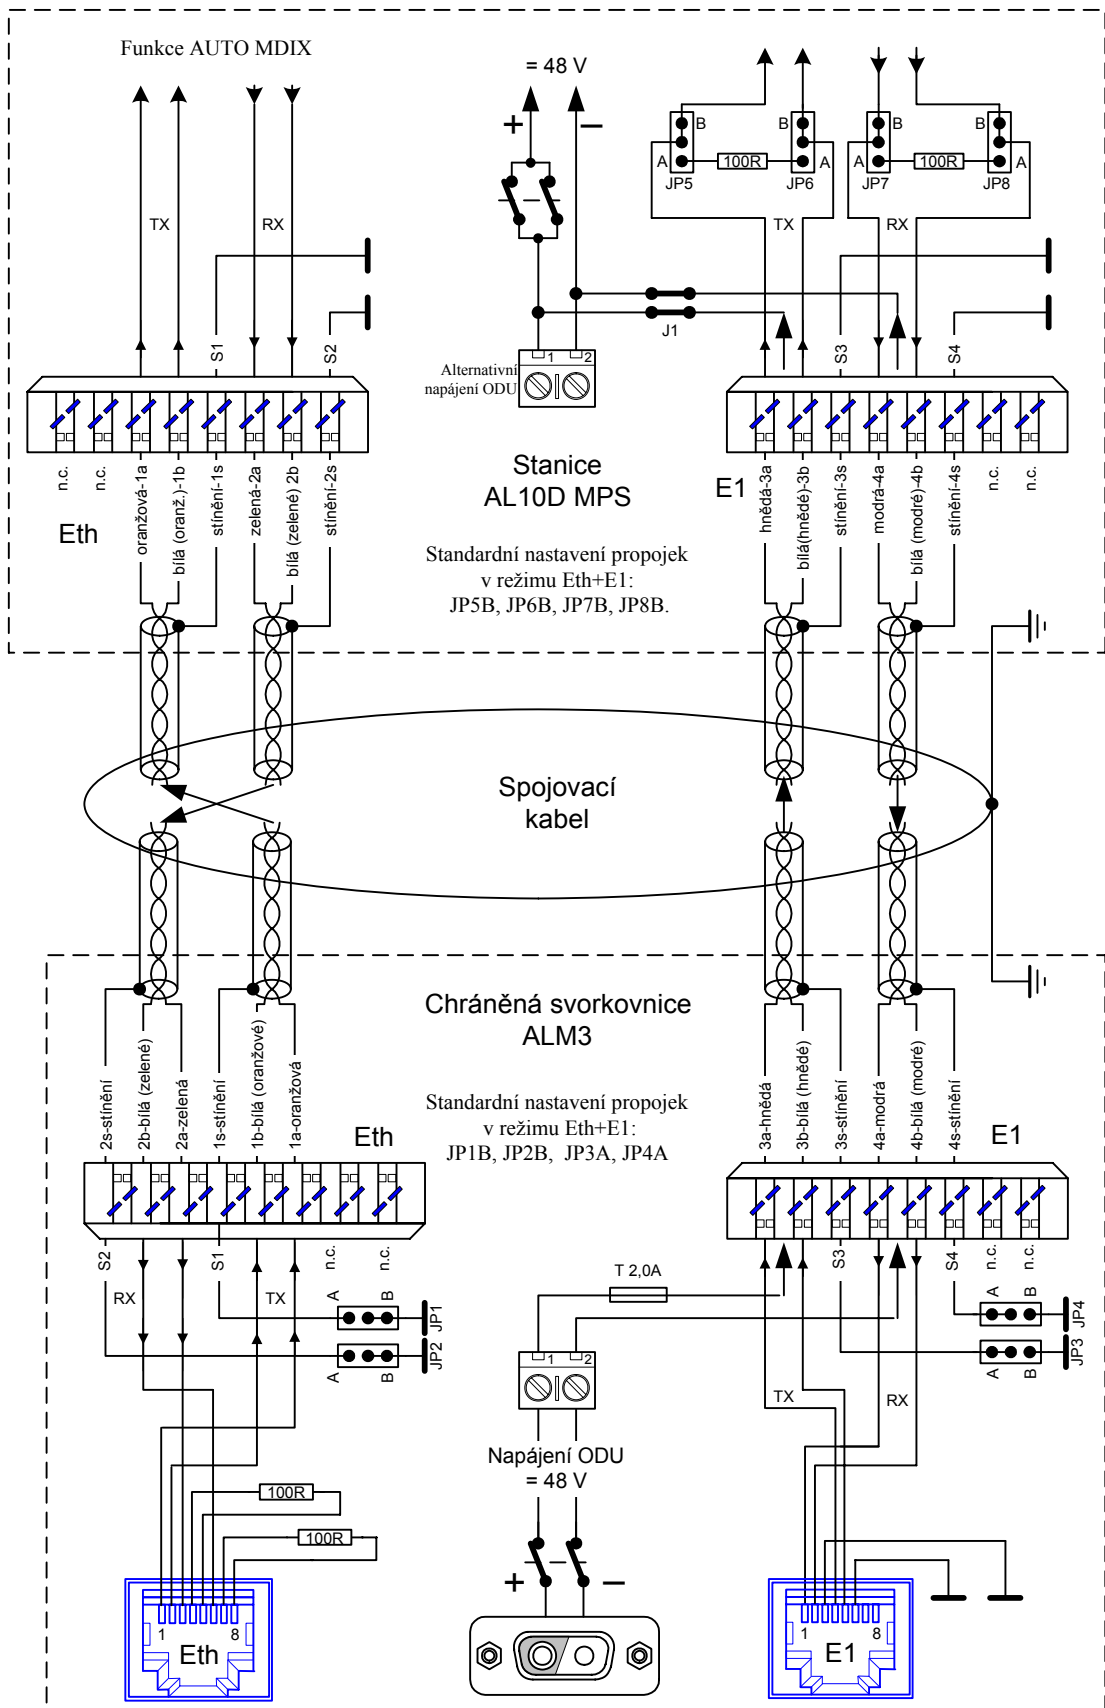 Funkce AUTO MDIX
= 48 V
+
−
B
B
B
B
A
100R
A
A
100R
A
JP5
JP6
JP7
JP8
TX
RX
TX
RX
S1
S2
J1
S3
S4
Alternativní
napájení ODU
1
2
n.c.
n.c.
oranžová-1a
bílá (oranž.)-1b
stínění-1s
zelená-2a
bílá (zelené) 2b
stínění-2s
Eth
Stanice
AL10D MPS
E1
hnědá-3a
bílá(hnědé)-3b
stínění-3s
modrá-4a
bílá (modré)-4b
stínění-4s
n.c.
n.c.
Standardní nastavení propojek
v režimu Eth+E1:
JP5B, JP6B, JP7B, JP8B.
Spojovací
kabel
Chráněná svorkovnice
ALM3
Standardní nastavení propojek
v režimu Eth+E1:
JP1B, JP2B, JP3A, JP4A
2s-stínění
2b-bílá (zelené)
2a-zelená
1s-stínění
1b-bílá (oranžové)
1a-oranžová
Eth
3a-hnědá
3b-bílá (hnědé)
3s-stínění
4a-modrá
4b-bílá (modré)
4s-stínění
E1
S2
S1
n.c.
n.c.
RX
TX
A
B
JP1
JP2
A
B
T 2,0A
S3
S4
n.c.
n.c.
A
B
JP4
JP3
A
B
1
2
TX
RX
Napájení ODU
= 48 V
100R
100R
+
−
1
8
Eth
1
8
E1